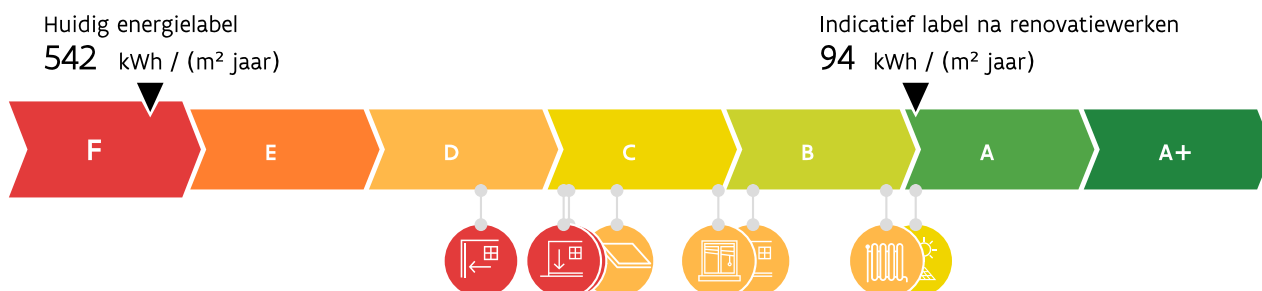 Huidig energielabel
542 kWh / (m² jaar)
Indicatief label na renovatiewerken
94 kWh / (m² jaar)
F E D C B A A+